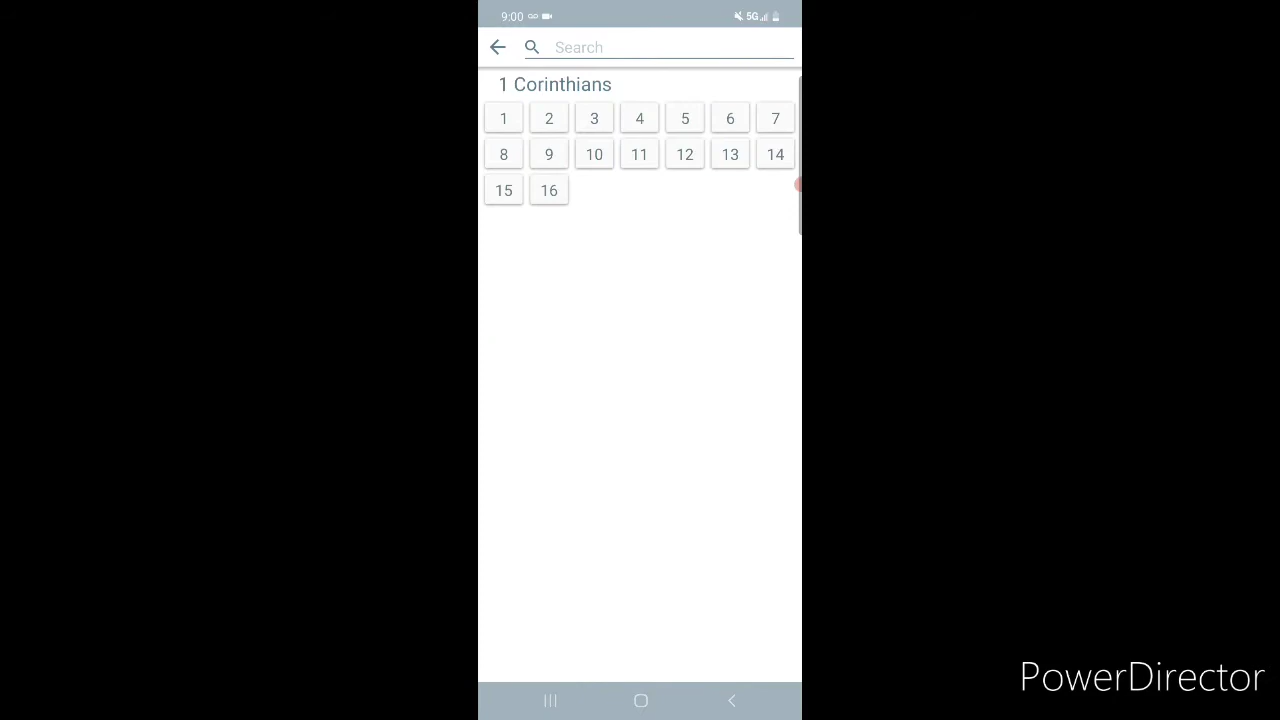 9:00 5G
Search
1 Corinthians
1 2 3 4 5 6 7
8 9 10 11 12 13 14
15 16
PowerDirector